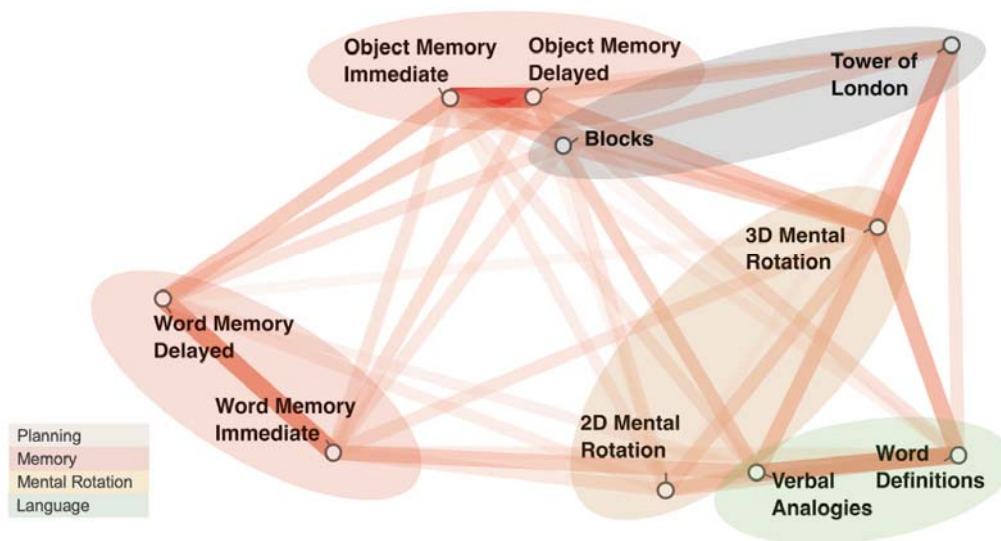 Object Memory
Immediate
Object Memory
Delayed
Tower of
London
Blocks
3D Mental
Rotation
Word Memory
Delayed
Word Memory
Immediate
2D Mental
Rotation
Verbal
Analogies
Word
Definitions
Planning
Memory
Mental Rotation
Language